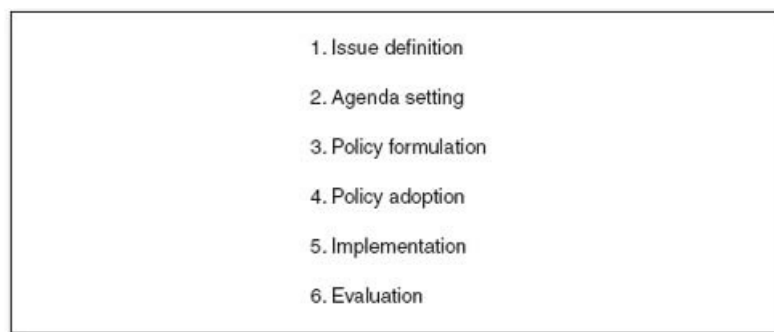 1. Issue definition
2. Agenda setting
3. Policy formulation
4. Policy adoption
5. Implementation
6. Evaluation